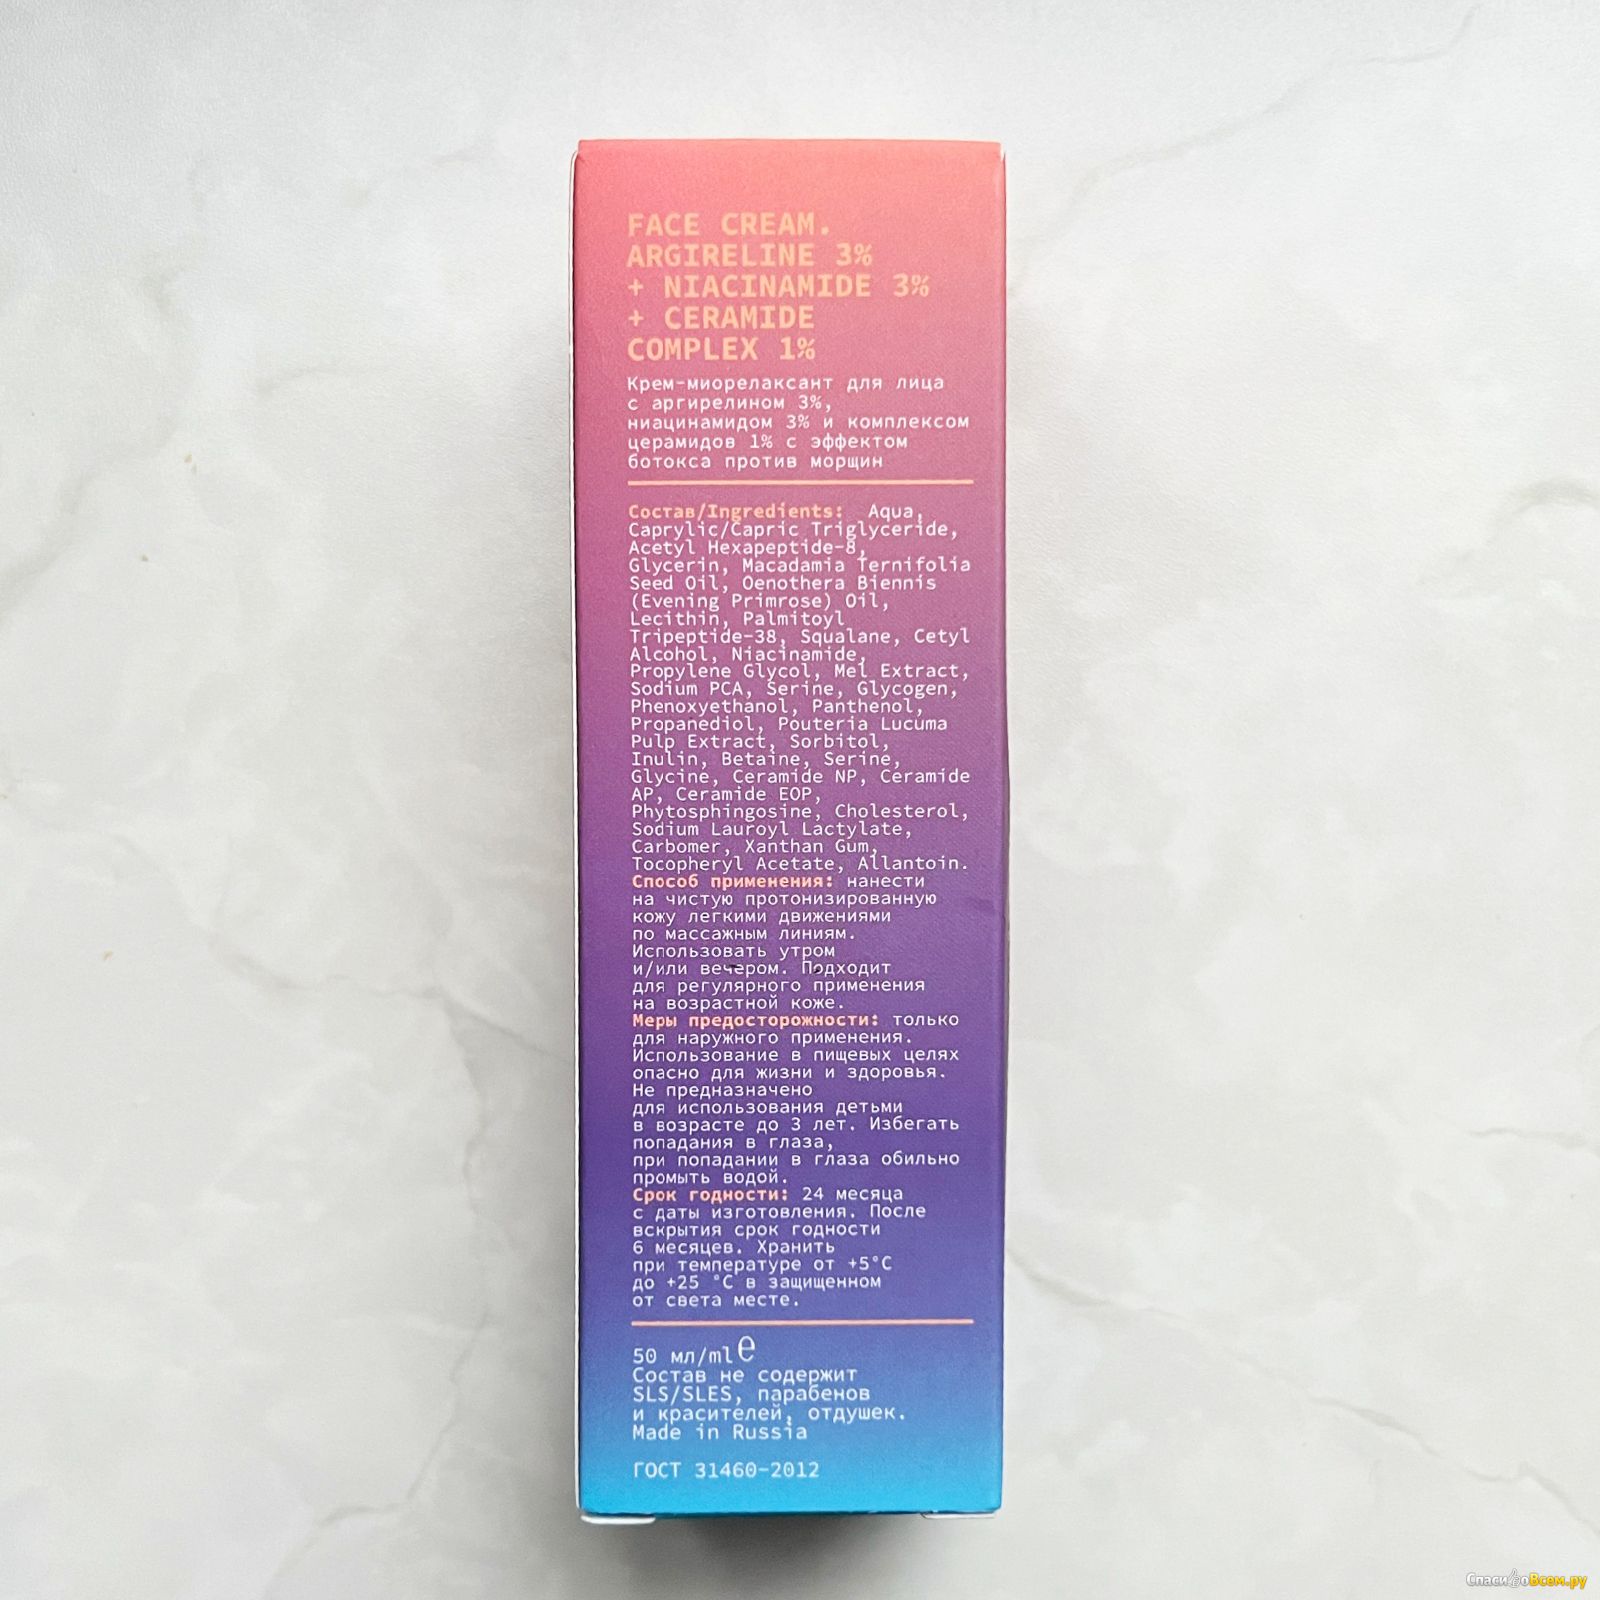 FACE CREAM.
ARGIRELINE 3%
+ NIACINAMIDE 3%
+ CERAMIDE
COMPLEX 1%
Крем-миорелаксант для лица
с аргирелином 3%,
ниацинамидом 3% и комплексом
церамидов 1% с эффектом
ботокса против морщин
Состав/Ingredients: Aqua,
Caprylic/Capric Triglyceride,
Acetyl Hexapeptide-8,
Glycerin, Macadamia Ternifolia
Seed Oil, Oenothera Biennis
(Evening Primrose) Oil,
Lecithin, Palmitoyl
Tripeptide-38, Squalane, Cetyl
Alcohol, Niacinamide,
Propylene Glycol, Mel Extract,
Sodium PCA, Serine, Glycogen,
Phenoxyethanol, Panthenol,
Propanediol, Pouteria Lucuma
Pulp Extract, Sorbitol,
Inulin, Betaine, Serine,
Glycine, Ceramide NP, Ceramide
AP, Ceramide EOP,
Phytosphingosine, Cholesterol,
Sodium Lauroyl Lactylate,
Carbomer, Xanthan Gum,
Tocopheryl Acetate, Allantoin.
Способ применения: нанести
на чистую протонизированную
кожу легкими движениями
по массажным линиям.
Использовать утром
и/или вечером. Подходит
для регулярного применения
на возрастной коже.
Меры предосторожности: только
для наружного применения.
Использование в пищевых целях
опасно для жизни и здоровья.
Не предназначено
для использования детьми
в возрасте до 3 лет. Избегать
попадания в глаза,
при попадании в глаза обильно
промыть водой.
Срок годности: 24 месяца
с даты изготовления. После
вскрытия срок годности
6 месяцев. Хранить
при температуре от +5°C
до +25 °C в защищенном
от света месте.
50 мл/ml e
Состав не содержит
SLS/SLES, парабенов
и красителей, отдушек.
Made in Russia
ГОСТ 31460-2012
СпасибоВсем.ру